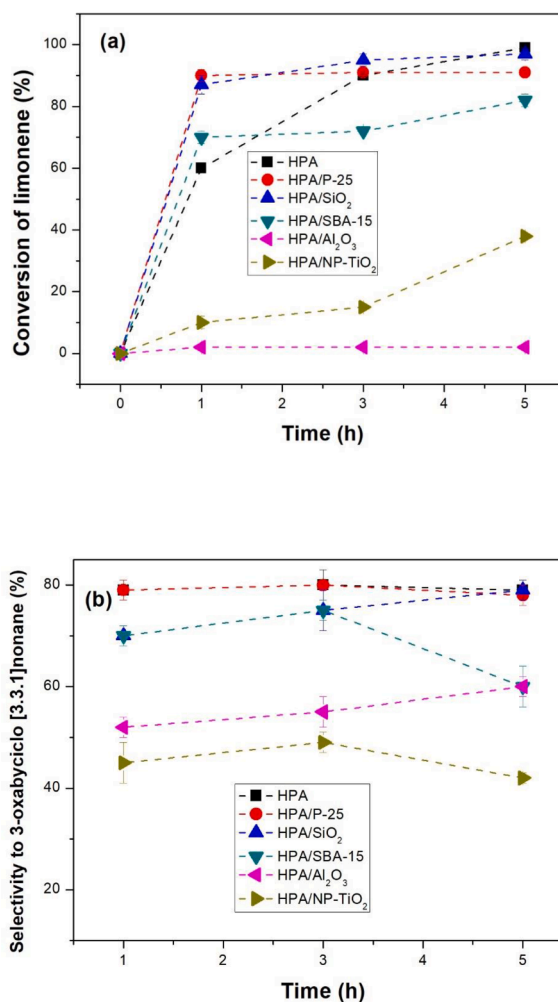 (a)
Conversion of limonene (%)
100
80
60
40
20
0
HPA
HPA/P-25
HPA/SiO₂
HPA/SBA-15
HPA/Al₂O₃
HPA/NP-TiO₂
0 1 2 3 4 5
Time (h)
(b)
Selectivity to 3-oxabyciclo [3.3.1]nonane (%)
80
60
40
20
HPA
HPA/P-25
HPA/SiO₂
HPA/SBA-15
HPA/Al₂O₃
HPA/NP-TiO₂
1 2 3 4 5
Time (h)